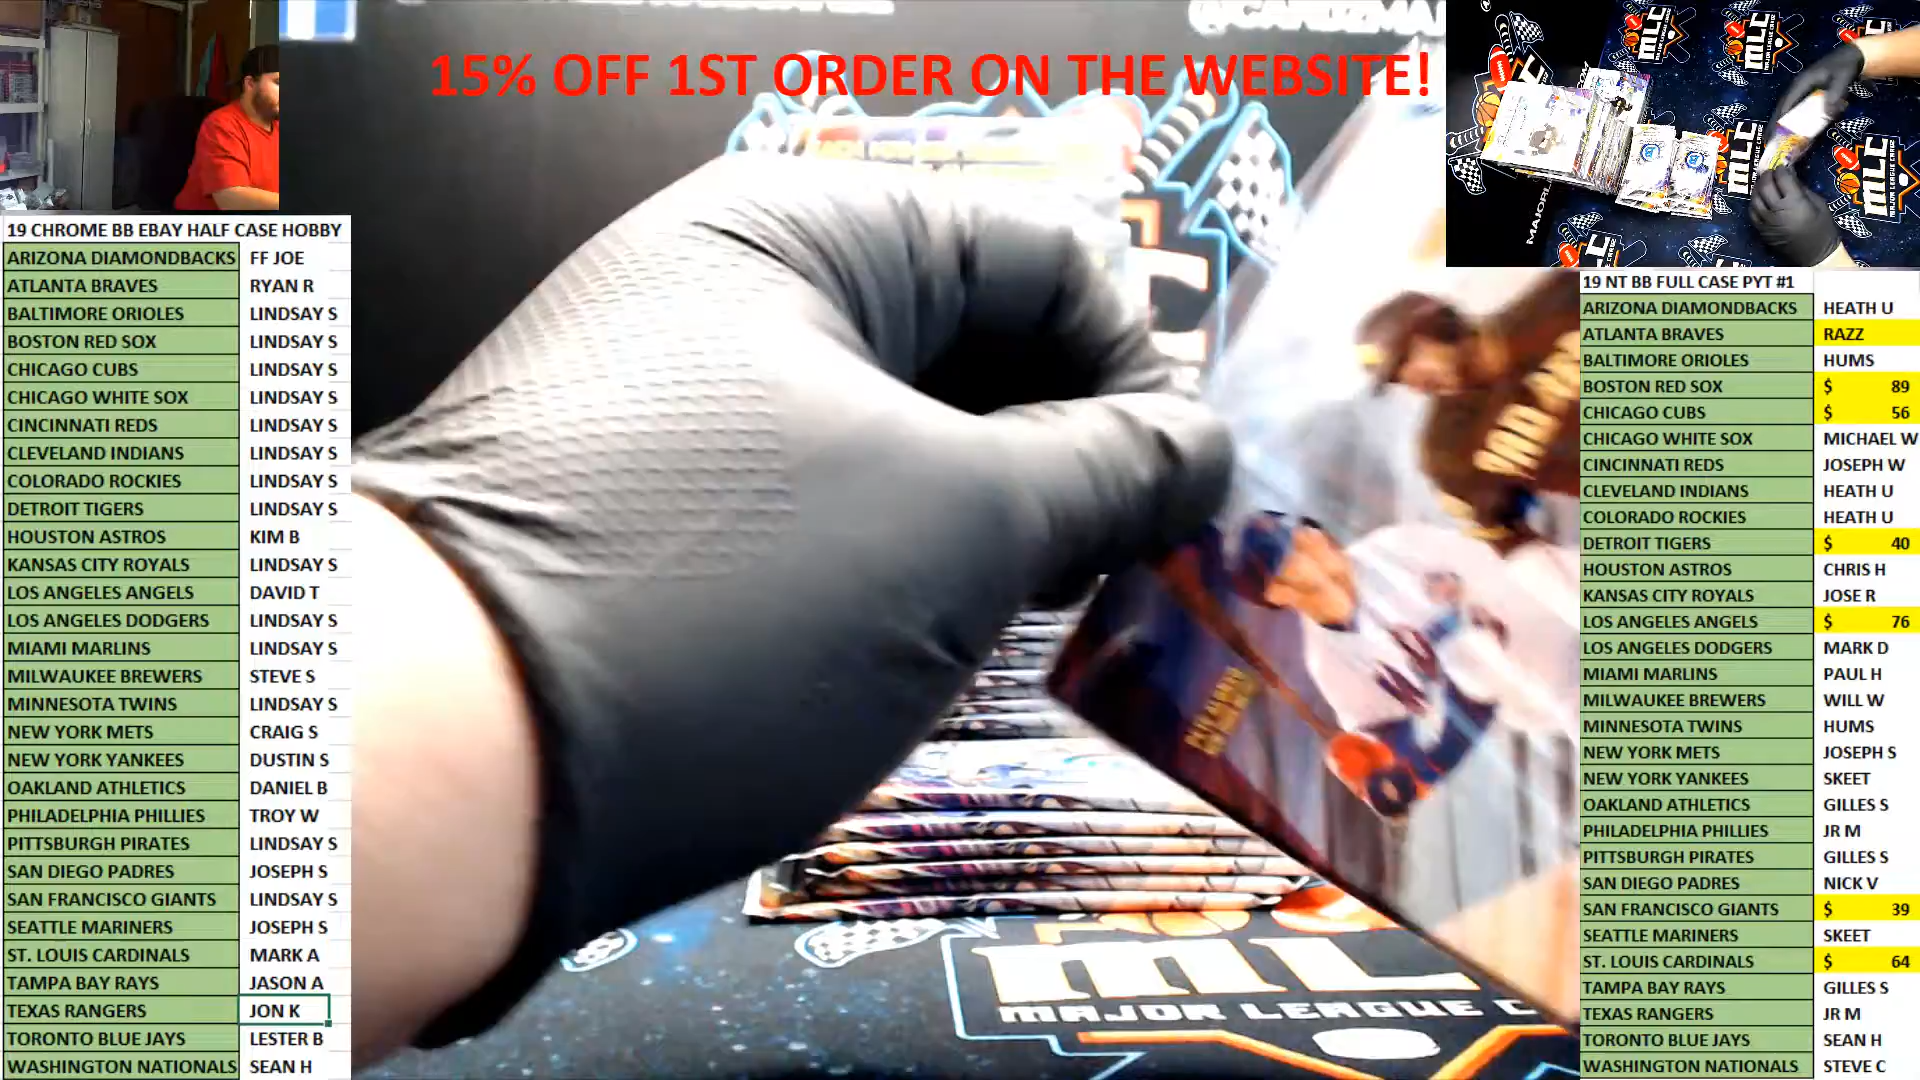 15% OFF 1ST ORDER ON THE WEBSITE!
19 CHROME BB EBAY HALF CASE HOBBY
ARIZONA DIAMONDBACKS FF JOE
ATLANTA BRAVES RYAN R
BALTIMORE ORIOLES LINDSAY S
BOSTON RED SOX LINDSAY S
CHICAGO CUBS LINDSAY S
CHICAGO WHITE SOX LINDSAY S
CINCINNATI REDS LINDSAY S
CLEVELAND INDIANS LINDSAY S
COLORADO ROCKIES LINDSAY S
DETROIT TIGERS LINDSAY S
HOUSTON ASTROS KIM B
KANSAS CITY ROYALS LINDSAY S
LOS ANGELES ANGELS DAVID T
LOS ANGELES DODGERS LINDSAY S
MIAMI MARLINS LINDSAY S
MILWAUKEE BREWERS STEVE S
MINNESOTA TWINS LINDSAY S
NEW YORK METS CRAIG S
NEW YORK YANKEES DUSTIN S
OAKLAND ATHLETICS DANIEL B
PHILADELPHIA PHILLIES TROY W
PITTSBURGH PIRATES LINDSAY S
SAN DIEGO PADRES JOSEPH S
SAN FRANCISCO GIANTS LINDSAY S
SEATTLE MARINERS JOSEPH S
ST. LOUIS CARDINALS MARK A
TAMPA BAY RAYS JASON A
TEXAS RANGERS JON K
TORONTO BLUE JAYS LESTER B
WASHINGTON NATIONALS SEAN H
MLC
MLC
MLC
MLC
MLC
MAJOR LEAGUE C
19 NT BB FULL CASE PYT #1
ARIZONA DIAMONDBACKS HEATH U
ATLANTA BRAVES RAZZ
BALTIMORE ORIOLES HUMS
BOSTON RED SOX $ 89
CHICAGO CUBS $ 56
CHICAGO WHITE SOX MICHAEL W
CINCINNATI REDS JOSEPH W
CLEVELAND INDIANS HEATH U
COLORADO ROCKIES HEATH U
DETROIT TIGERS $ 40
HOUSTON ASTROS CHRIS H
KANSAS CITY ROYALS JOSE R
LOS ANGELES ANGELS $ 76
LOS ANGELES DODGERS MARK D
MIAMI MARLINS PAUL H
MILWAUKEE BREWERS WILL W
MINNESOTA TWINS HUMS
NEW YORK METS JOSEPH S
NEW YORK YANKEES SKEET
OAKLAND ATHLETICS GILLES S
PHILADELPHIA PHILLIES JR M
PITTSBURGH PIRATES GILLES S
SAN DIEGO PADRES NICK V
SAN FRANCISCO GIANTS $ 39
SEATTLE MARINERS SKEET
ST. LOUIS CARDINALS $ 64
TAMPA BAY RAYS GILLES S
TEXAS RANGERS JR M
TORONTO BLUE JAYS SEAN H
WASHINGTON NATIONALS STEVE C